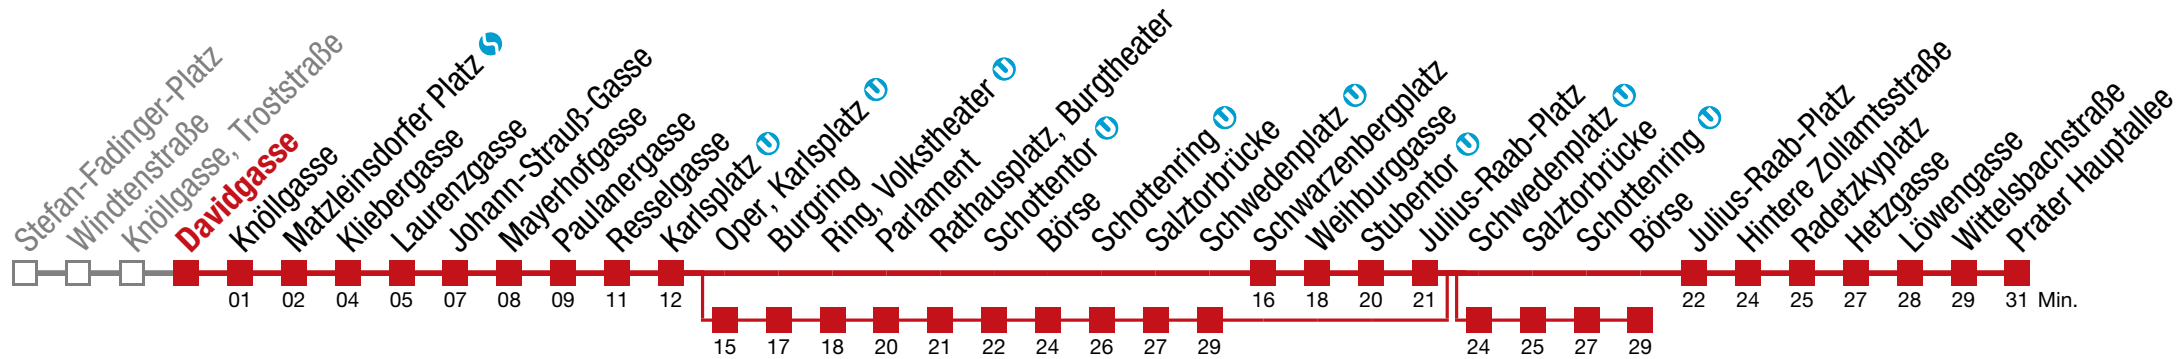 Stefan-Fadinger-Platz
Windtenstraße
Knöllgasse, Troststraße
Davidgasse
Knöllgasse
Matzleinsdorfer Platz
Kliebergasse
Laurenzgasse
Johann-Strauß-Gasse
Mayerhofgasse
Paulanergasse
Resselgasse
Karlsplatz U
Oper, Karlsplatz U
Burgring
Ring, Volkstheater U
Parlament
Rathausplatz, Burgtheater
Schottentor U
Börse
Schottenring U
Salztorbrücke
Schwedenplatz U
Schwarzenbergplatz
Weihburggasse
Stubentor U
Julius-Raab-Platz
Schwedenplatz U
Salztorbrücke
Schottenring U
Börse
Julius-Raab-Platz
Hintere Zollamtsstraße
Radetzkyplatz
Hetzgasse
Löwengasse
Wittelsbachstraße
Prater Hauptallee
01 02 04 05 07 08 09 11 12 16 18 20 21 22 24 25 27 28 29 31 Min.
15 17 18 20 21 22 24 26 27 29 24 25 27 29